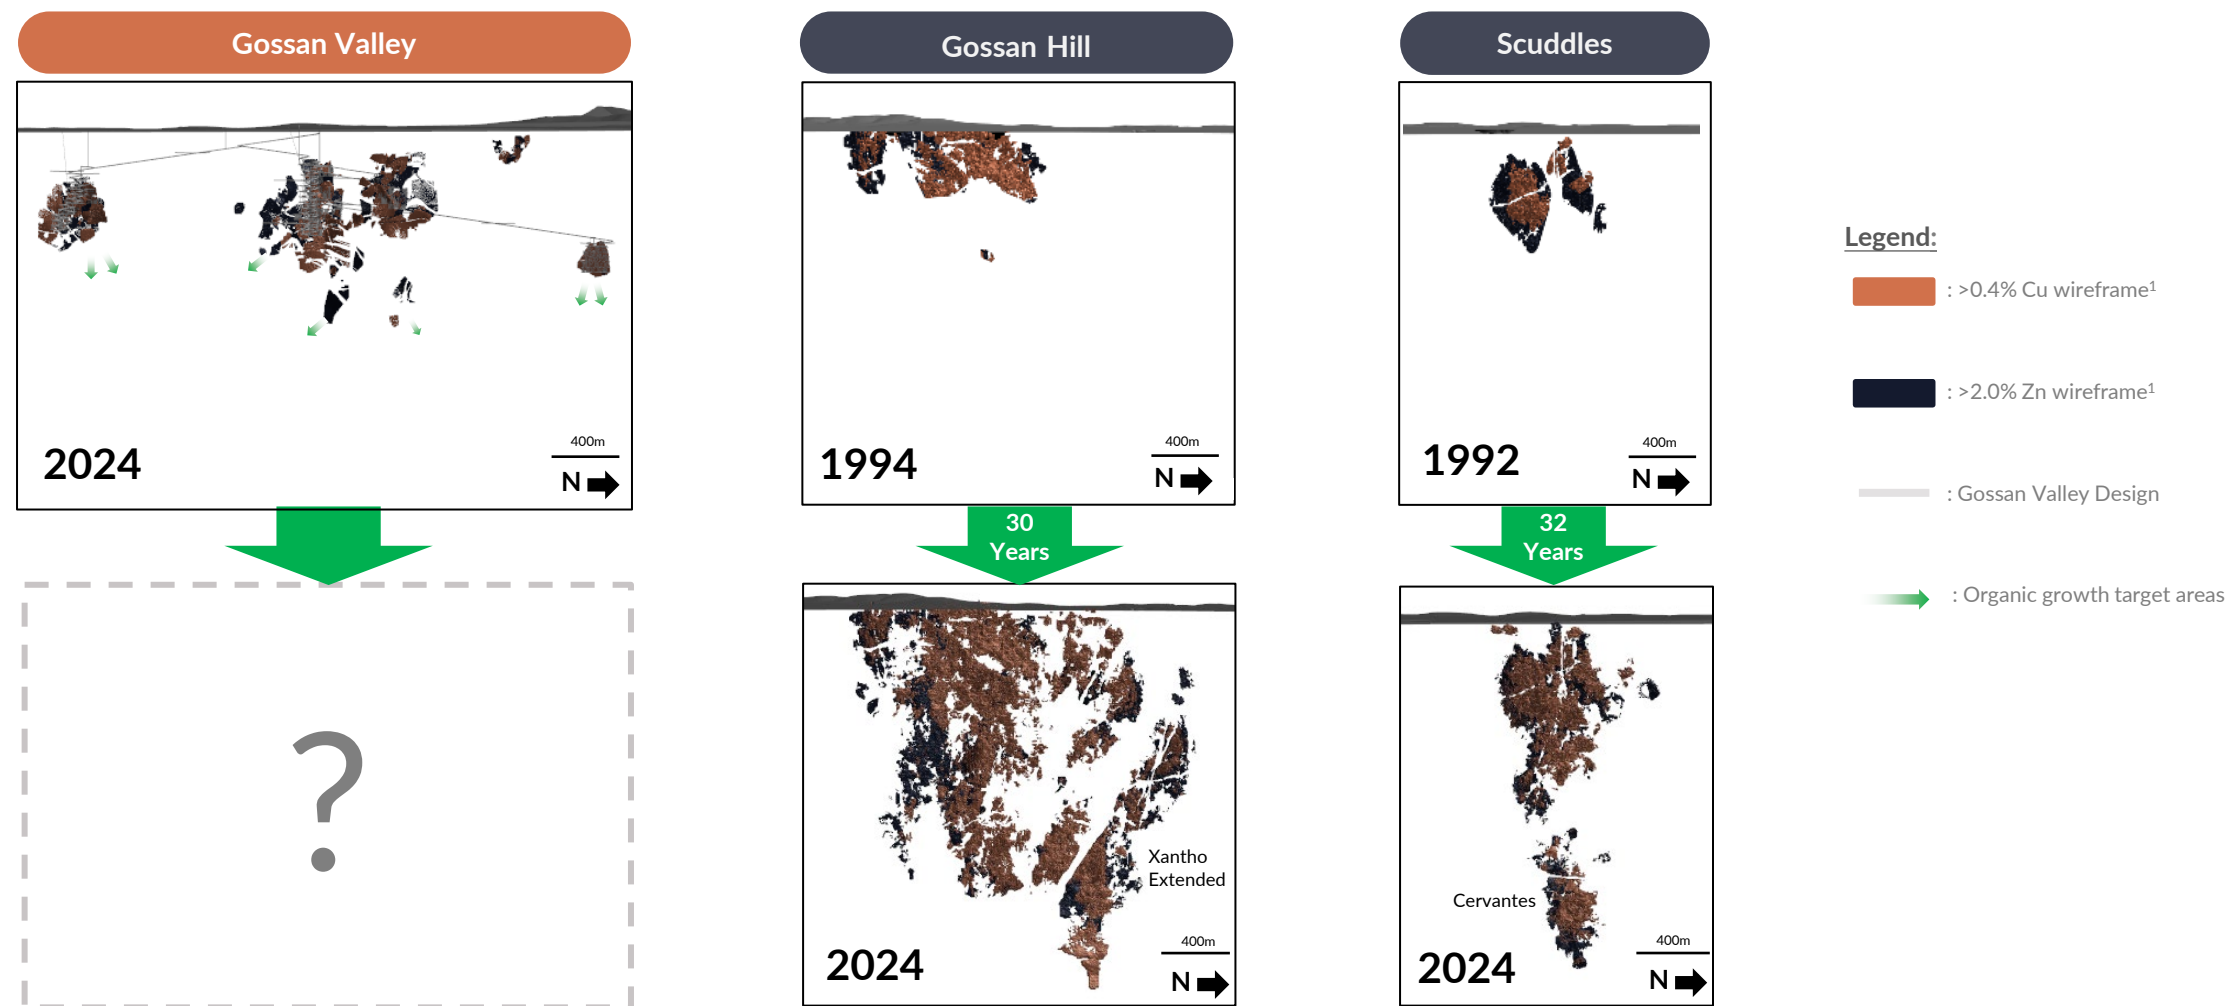 Gossan Valley
Gossan Hill
Scuddles
2024
400m
N
1994
400m
N
1992
400m
N
30
Years
32
Years
?
Xantho
Extended
2024
400m
N
Cervantes
2024
400m
N
Legend:
: >0.4% Cu wireframe¹
: >2.0% Zn wireframe¹
: Gossan Valley Design
: Organic growth target areas